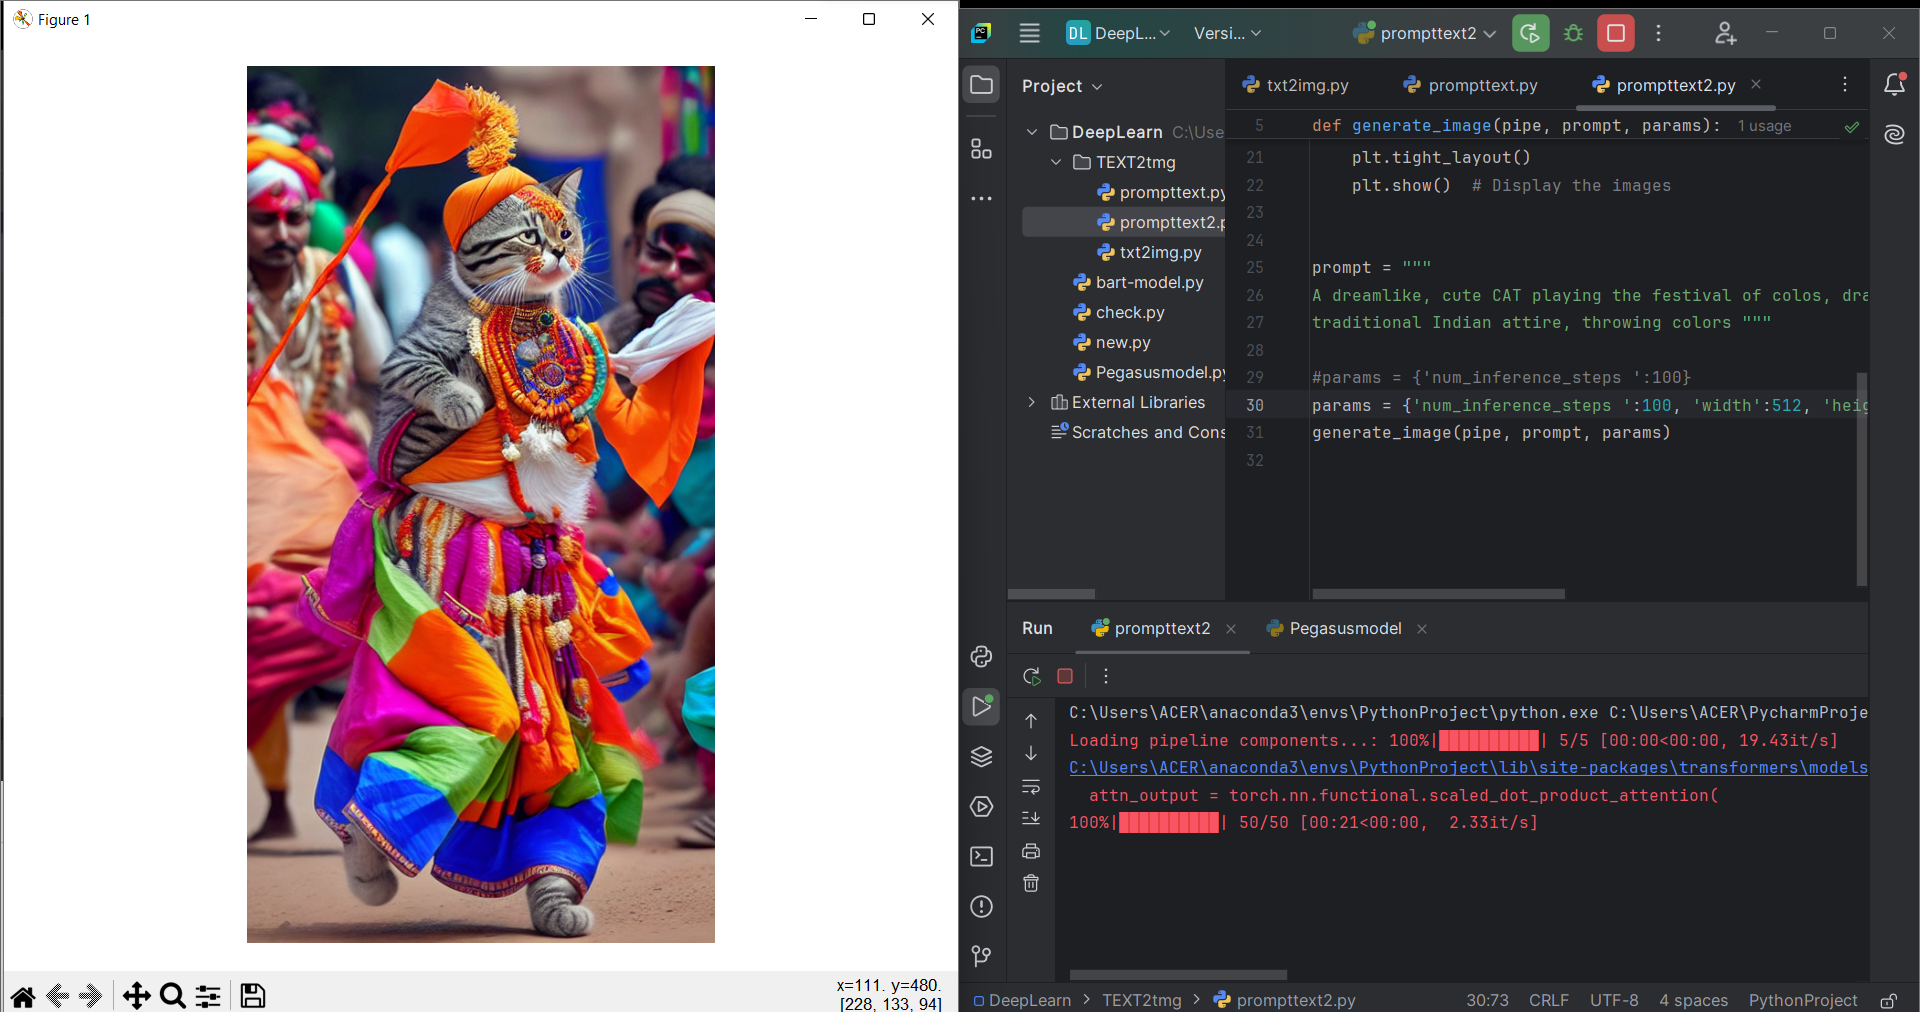 Figure 1
x=111. y=480.
[228, 133, 94]
DL DeepL...
Versi...
prompttext2
Project
DeepLearn C:\Use
TEXT2tmg
prompttext.py
prompttext2.p
txt2img.py
bart-model.py
check.py
new.py
Pegasusmodel.py
External Libraries
Scratches and Cons
txt2img.py
prompttext.py
prompttext2.py
5 def generate_image(pipe, prompt, params): 1 usage
21 plt.tight_layout()
22 plt.show() # Display the images
23
24
25 prompt = """
26 A dreamlike, cute CAT playing the festival of colos, dra
27 traditional Indian attire, throwing colors """
28
29 #params = {'num_inference_steps ':100}
30 params = {'num_inference_steps ':100, 'width':512, 'heig
31 generate_image(pipe, prompt, params)
32
Run
prompttext2
Pegasusmodel
C:\Users\ACER\anaconda3\envs\PythonProject\python.exe C:\Users\ACER\PycharmProje
Loading pipeline components...: 100%|██████████| 5/5 [00:00<00:00, 19.43it/s]
C:\Users\ACER\anaconda3\envs\PythonProject\lib\site-packages\transformers\models
attn_output = torch.nn.functional.scaled_dot_product_attention(
100%|██████████| 50/50 [00:21<00:00, 2.33it/s]
DeepLearn > TEXT2tmg > prompttext2.py
30:73 CRLF UTF-8 4 spaces PythonProject